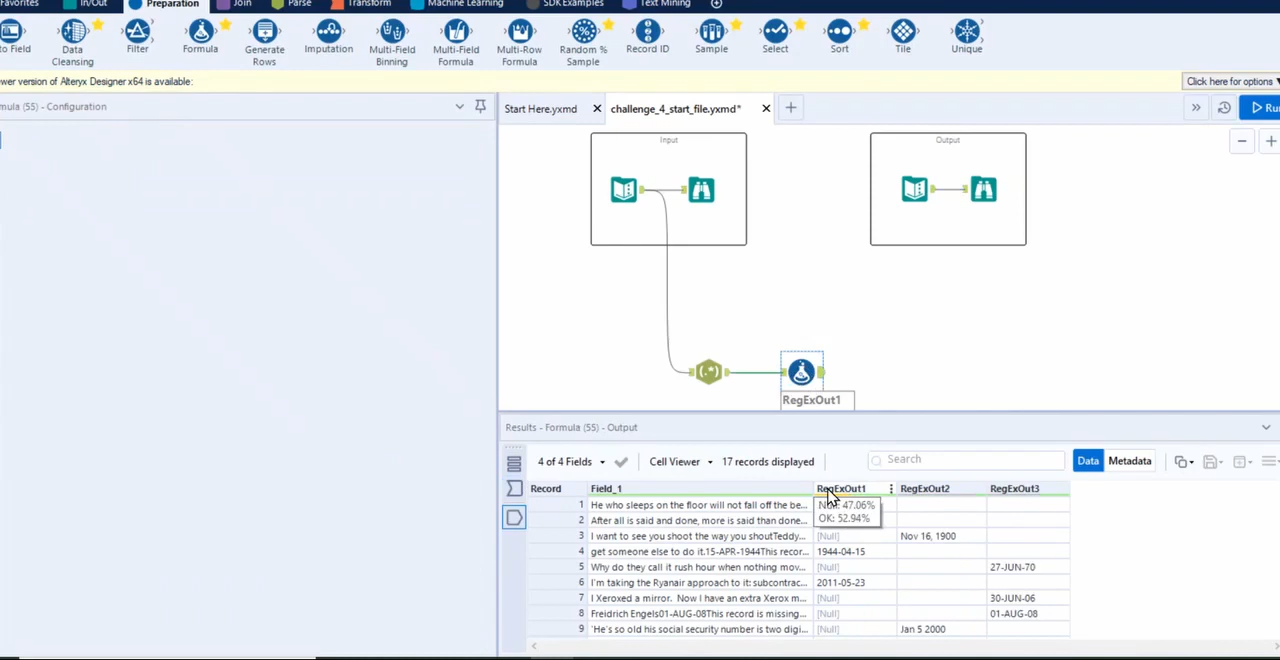 Favorites In/Out Preparation Join Parse Transform Machine Learning SDKExamples Text Mining
to Field
Data
Cleansing
Filter
Formula
Generate
Rows
Imputation
Multi-Field
Binning
Multi-Field
Formula
Multi-Row
Formula
Random %
Sample
Record ID
Sample
Select
Sort
Tile
Unique
ewer version of Alteryx Designer x64 is available:
Click here for options
mula (55) - Configuration
Start Here.yxmd
challenge_4_start_file.yxmd*
Run
Input
Output
RegExOut1
Results - Formula (55) - Output
4 of 4 Fields
Cell Viewer
17 records displayed
Search
Data
Metadata
Record Field_1 RegExOut1 RegExOut2 RegExOut3
1 He who sleeps on the floor will not fall off the be...
Null: 47.06%
OK: 52.94%
2 After all is said and done, more is said than done...
3 I want to see you shoot the way you shoutTeddy... [Null] Nov 16, 1900
4 get someone else to do it.15-APR-1944This recor... 1944-04-15
5 Why do they call it rush hour when nothing mov... [Null] 27-JUN-70
6 I'm taking the Ryanair approach to it: subcontrac... 2011-05-23
7 I Xeroxed a mirror. Now I have an extra Xerox m... [Null] 30-JUN-06
8 Freidrich Engels01-AUG-08This record is missing... [Null] 01-AUG-08
9 'He's so old his social security number is two digi... [Null] Jan 5 2000